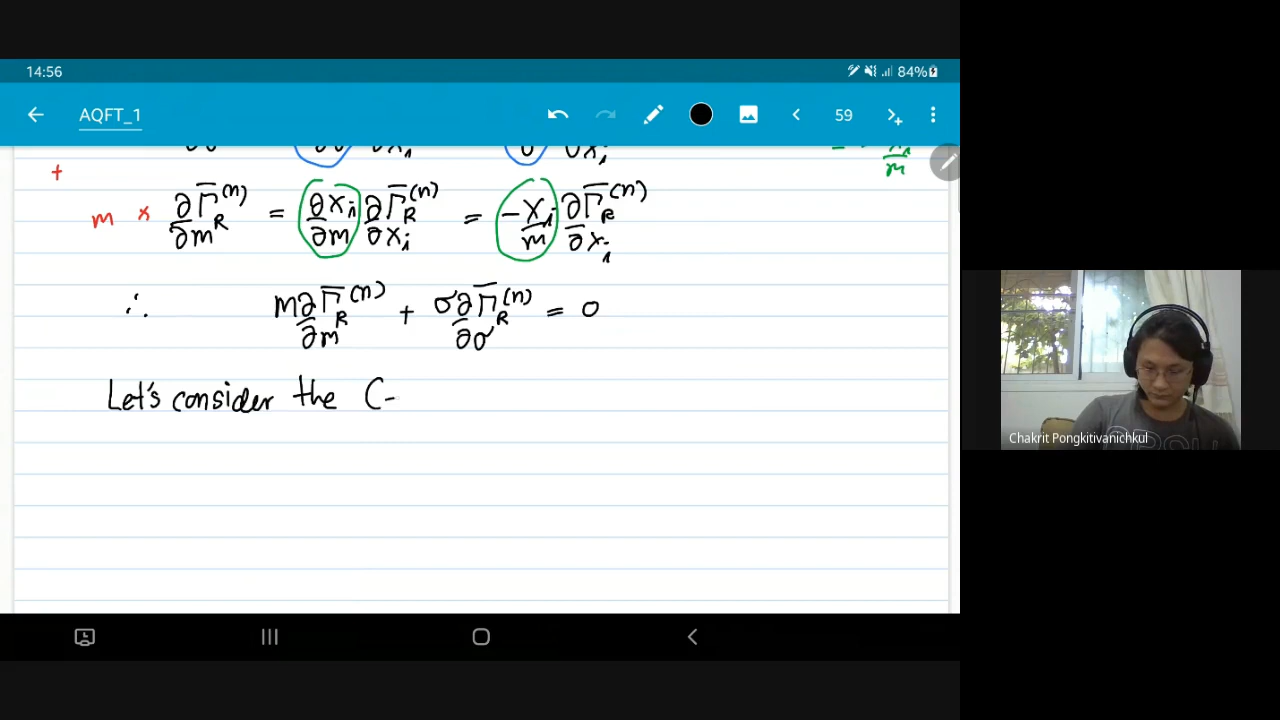 14:56 84%
AQFT_1 59
+
m × ∂Γ̅_R^(n)/∂m = ∂x_i/∂m ∂Γ̅_R^(n)/∂x_i = -x_i/m ∂Γ̅_R^(n)/∂x_i
∴ m∂Γ̅_R^(n)/∂m + σ∂Γ̅_R^(n)/∂σ = 0
Let's consider the C-
Chakrit Pongkitivanichkul